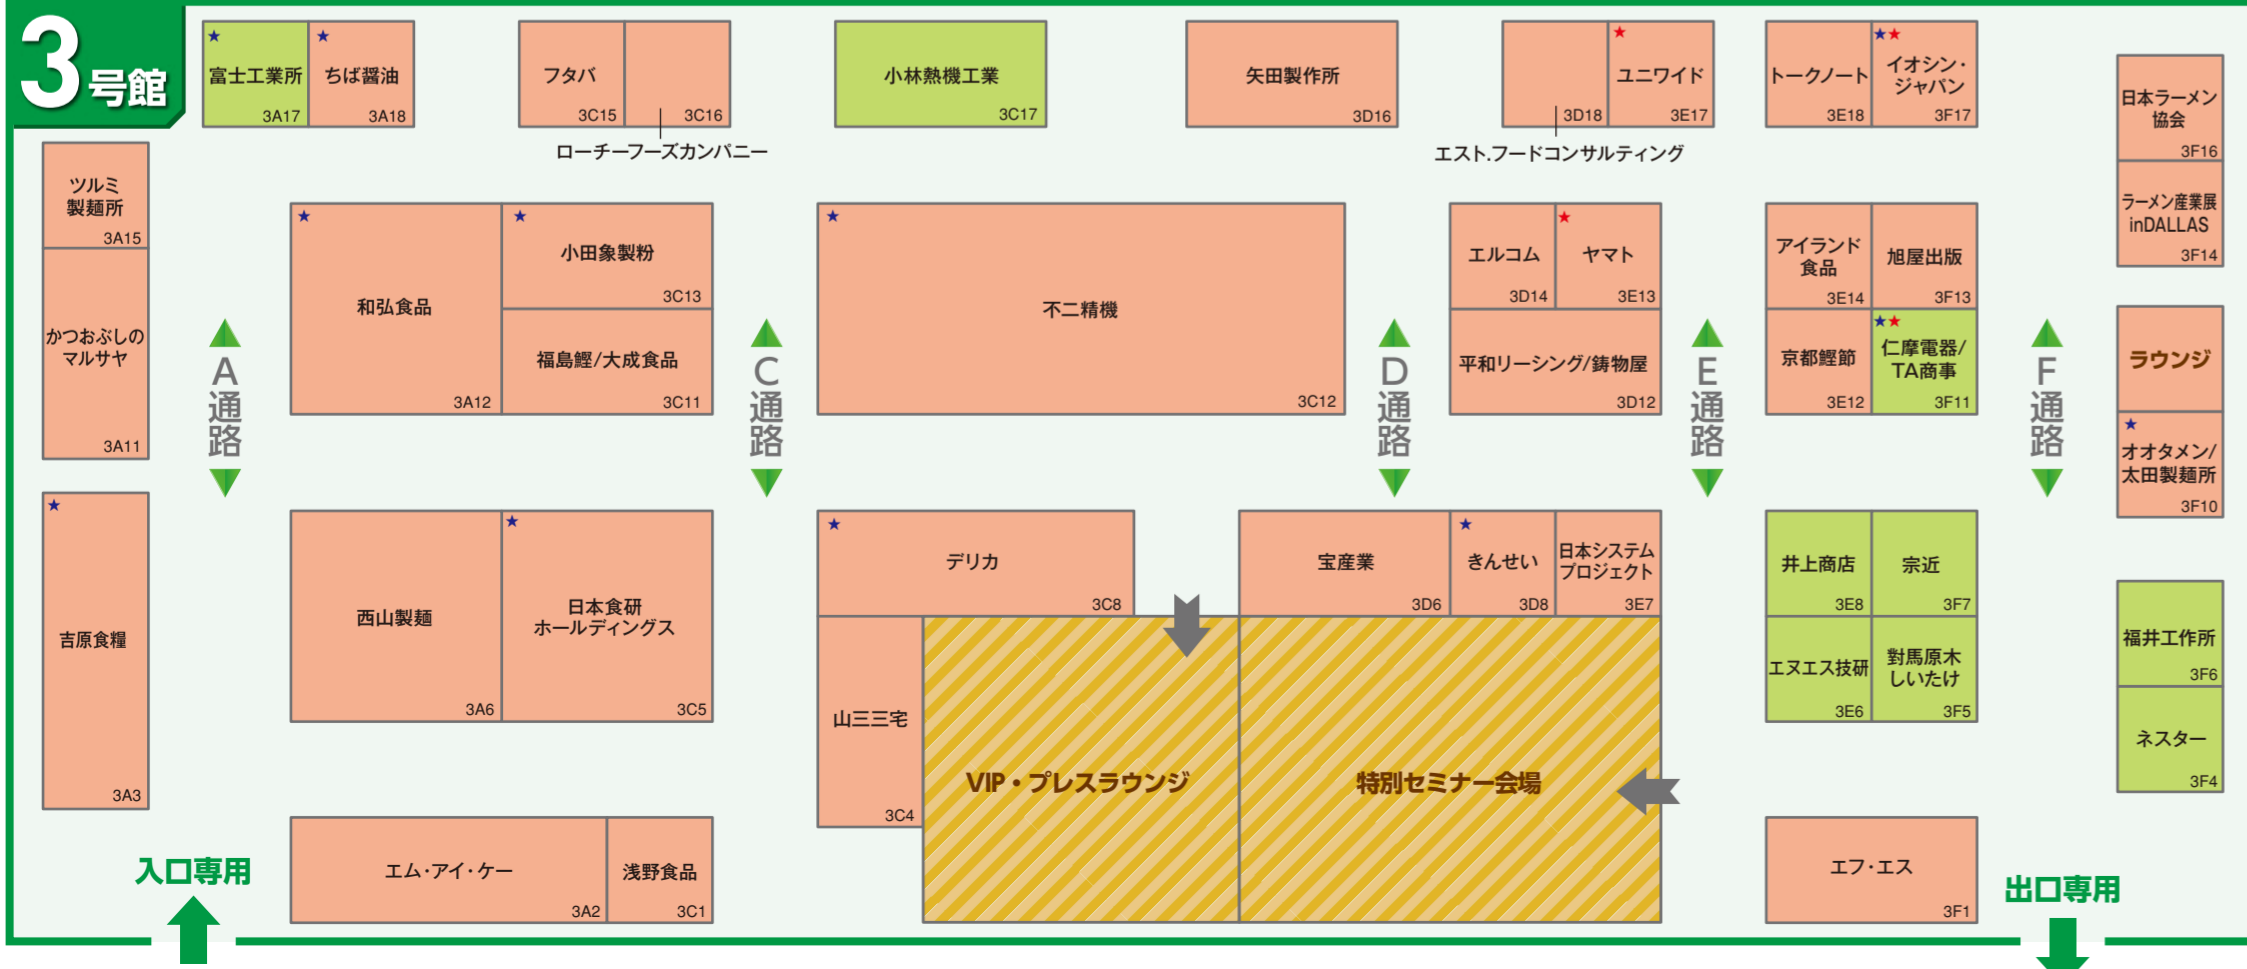 3号館
★
富士工業所
3A17
★
ちば醤油
3A18
フタバ
3C15
3C16
ローチーフーズカンパニー
小林熱機工業
3C17
矢田製作所
3D16
3D18
エスト.フードコンサルティング
★
ユニワイド
3E17
トークノート
3E18
★★
イオシン・
ジャパン
3F17
日本ラーメン
協会
3F16
ラーメン産業展
inDALLAS
3F14
ツルミ
製麺所
3A15
かつおぶしの
マルサヤ
3A11
A通路
★
和弘食品
3A12
★
小田象製粉
3C13
福島鰹/大成食品
3C11
C通路
★
不二精機
3C12
D通路
エルコム
3D14
★
ヤマト
3E13
平和リーシング/鋳物屋
3D12
E通路
アイランド
食品
3E14
旭屋出版
3F13
京都鰹節
3E12
★★
仁摩電器/
TA商事
3F11
F通路
ラウンジ
★
オオタメン/
太田製麺所
3F10
★
吉原食糧
3A3
西山製麺
3A6
★
日本食研
ホールディングス
3C5
★
デリカ
3C8
宝産業
3D6
★
きんせい
3D8
日本システム
プロジェクト
3E7
井上商店
3E8
宗近
3F7
エヌエス技研
3E6
對馬原木
しいたけ
3F5
福井工作所
3F6
ネスター
3F4
山三三宅
3C4
VIP・プレスラウンジ
特別セミナー会場
エム・アイ・ケー
3A2
浅野食品
3C1
エフ・エス
3F1
入口専用
出口専用